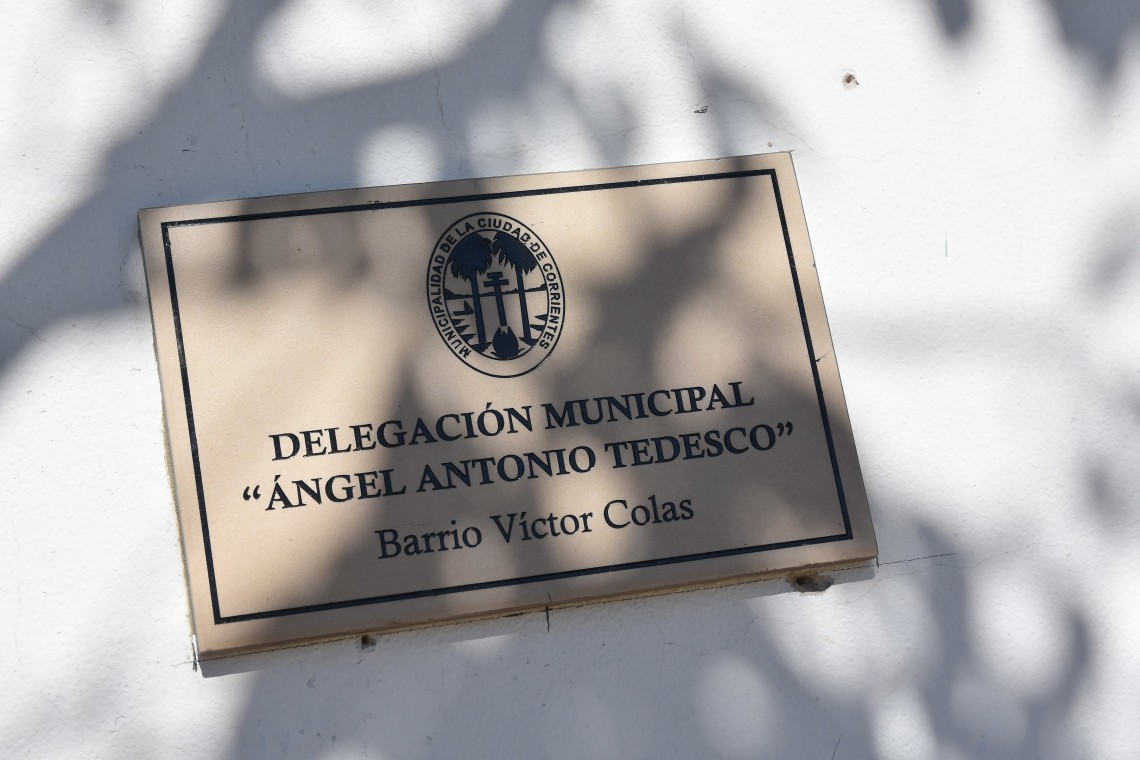 MUNICIPALIDAD DE LA CIUDAD DE CORRIENTES
DELEGACIÓN MUNICIPAL
“ÁNGEL ANTONIO TEDESCO”
Barrio Víctor Colas